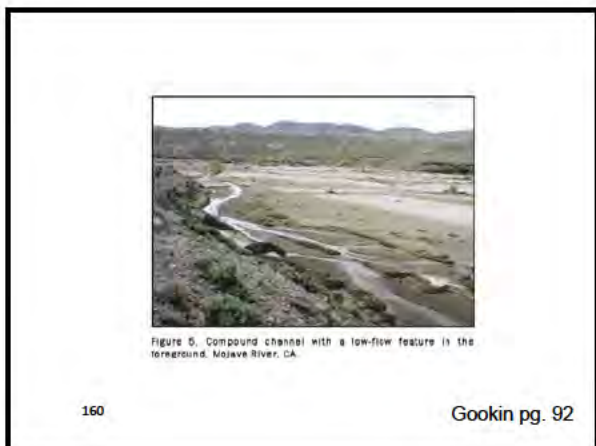 Figure 5. Compound channel with a low-flow feature in the
foreground, Mojave River, CA.
160
Gookin pg. 92